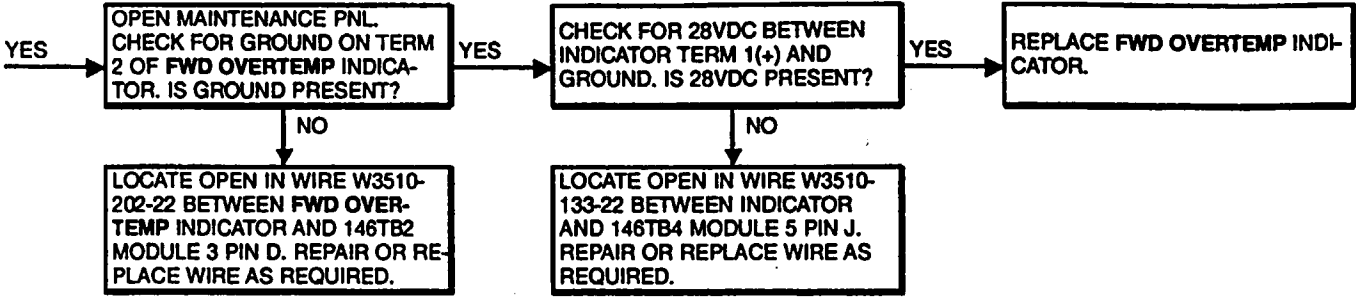 YES
OPEN MAINTENANCE PNL.
CHECK FOR GROUND ON TERM
2 OF FWD OVERTEMP INDICA-
TOR. IS GROUND PRESENT?
YES
CHECK FOR 28VDC BETWEEN
INDICATOR TERM 1(+) AND
GROUND. IS 28VDC PRESENT?
YES
REPLACE FWD OVERTEMP INDI-
CATOR.
NO
LOCATE OPEN IN WIRE W3510-
202-22 BETWEEN FWD OVER-
TEMP INDICATOR AND 146TB2
MODULE 3 PIN D. REPAIR OR RE-
PLACE WIRE AS REQUIRED.
NO
LOCATE OPEN IN WIRE W3510-
133-22 BETWEEN INDICATOR
AND 146TB4 MODULE 5 PIN J.
REPAIR OR REPLACE WIRE AS
REQUIRED.